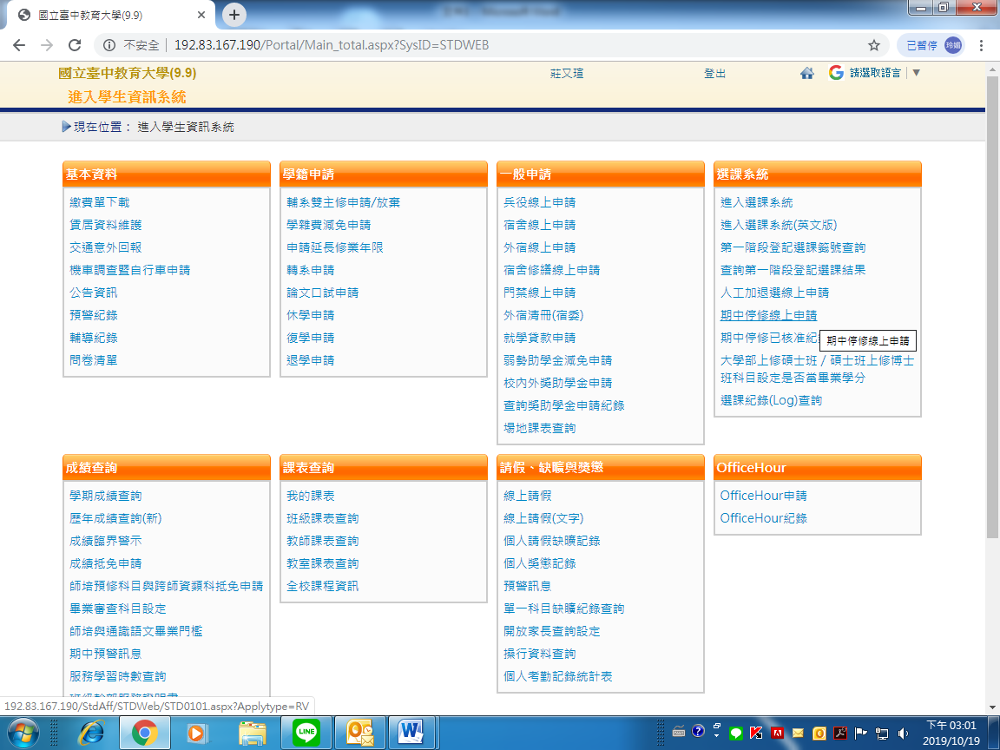 國立臺中教育大學(9.9)
不安全
192.83.167.190/Portal/Main_total.aspx?SysID=STDWEB
已暫停
玲嫺
國立臺中教育大學(9.9)
莊又瑄
登出
請選取語言
進入學生資訊系統
現在位置： 進入學生資訊系統
基本資料
繳費單下載
賃居資料維護
交通意外回報
機車調查暨自行車申請
公告資訊
預警紀錄
輔導紀錄
問卷清單
學籍申請
輔系雙主修申請/放棄
學雜費減免申請
申請延長修業年限
轉系申請
論文口試申請
休學申請
復學申請
退學申請
一般申請
兵役線上申請
宿舍線上申請
外宿線上申請
宿舍修繕線上申請
門禁線上申請
外宿清冊(宿委)
就學貸款申請
弱勢助學金減免申請
校內外獎助學金申請
查詢獎助學金申請紀錄
場地課表查詢
選課系統
進入選課系統
進入選課系統(英文版)
第一階段登記選課籤號查詢
查詢第一階段登記選課結果
人工加退選線上申請
期中停修線上申請
期中停修已核准紀
期中停修線上申請
大學部上修碩士班 / 碩士班上修博士
班科目設定是否當畢業學分
選課紀錄(Log)查詢
成績查詢
學期成績查詢
歷年成績查詢(新)
成績臨界警示
成績抵免申請
師培預修科目與跨師資類科抵免申請
畢業審查科目設定
師培與通識語文畢業門檻
期中預警訊息
服務學習時數查詢
課表查詢
我的課表
班級課表查詢
教師課表查詢
教室課表查詢
全校課程資訊
請假、缺曠與獎懲
線上請假
線上請假(文字)
個人請假缺曠記錄
個人獎懲記錄
預警訊息
單一科目缺曠紀錄查詢
開放家長查詢設定
操行資料查詢
個人考勤記錄統計表
OfficeHour
OfficeHour申請
OfficeHour紀錄
192.83.167.190/StdAff/STDWeb/STD0101.aspx?Applytype=RV
LINE
下午 03:01
2019/10/19